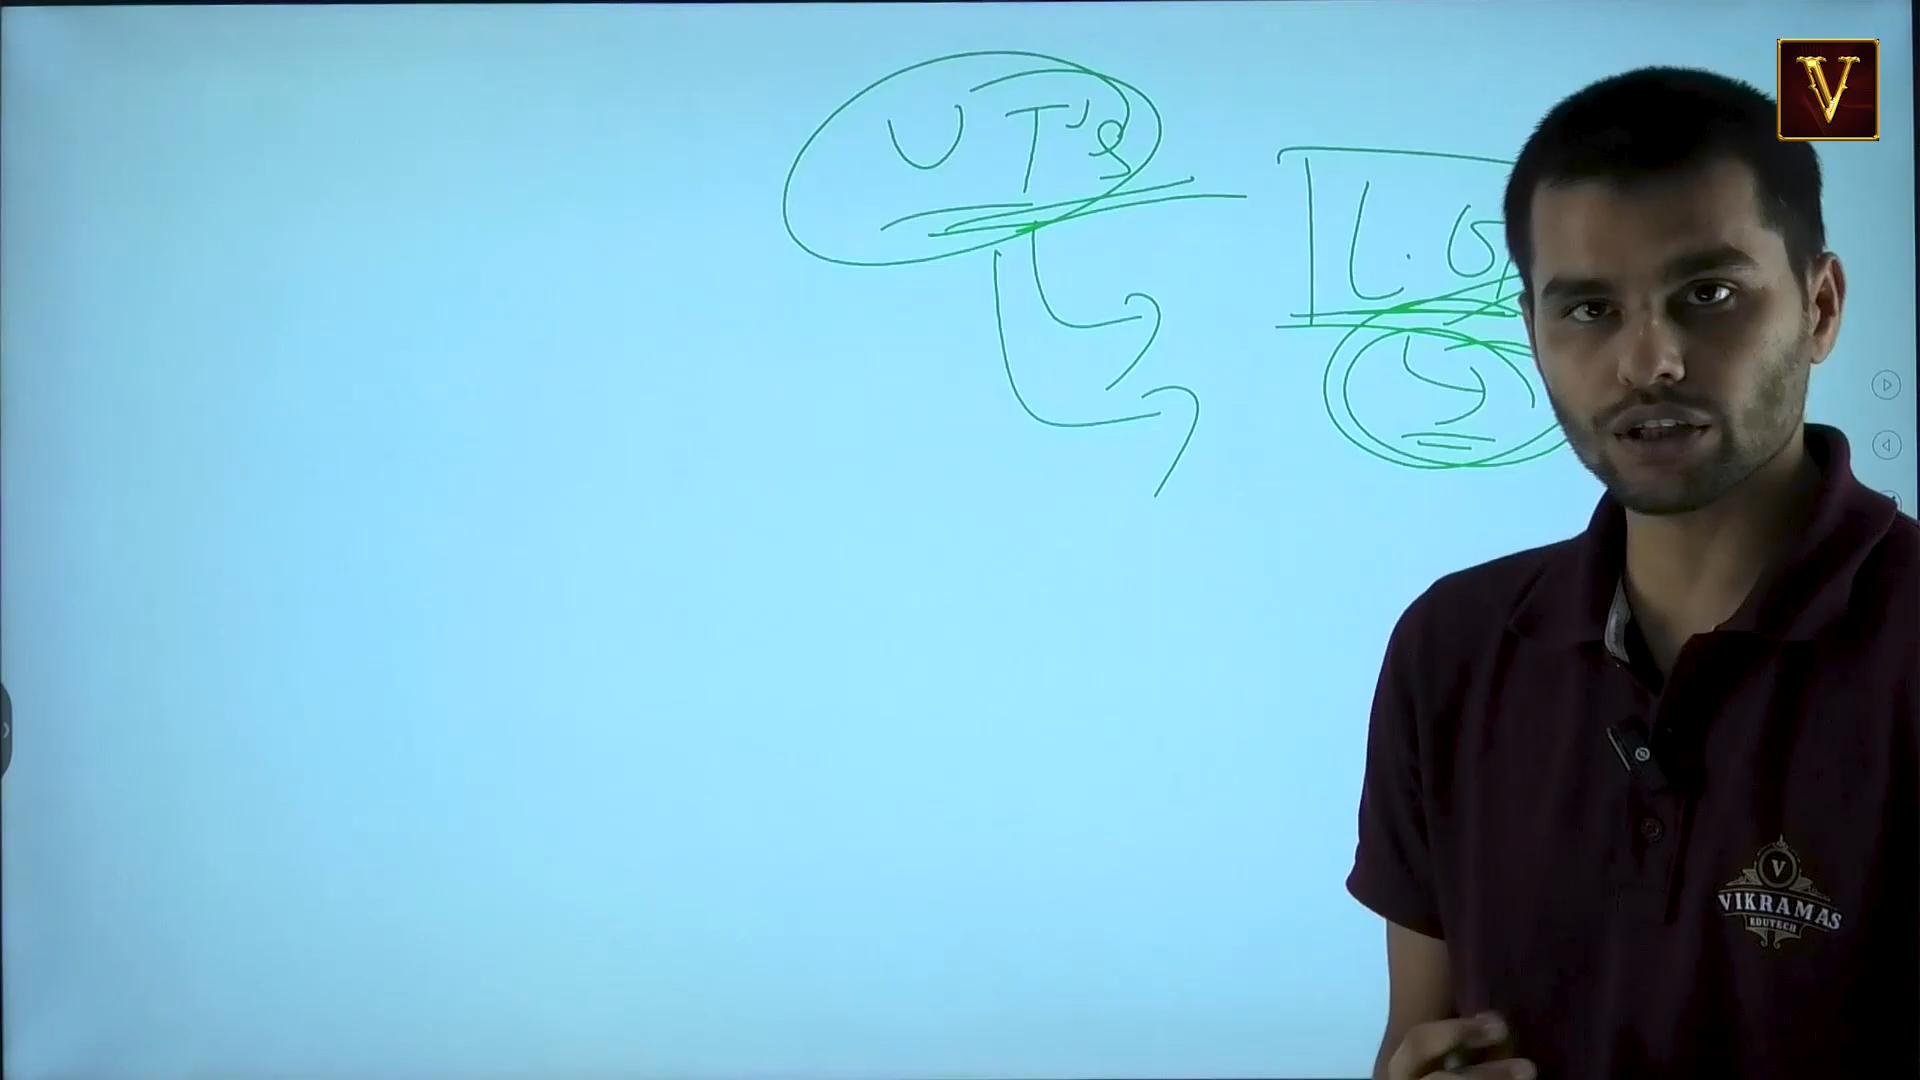 UT's
L.G
V
V
VIKRAMAS
EDUTECH